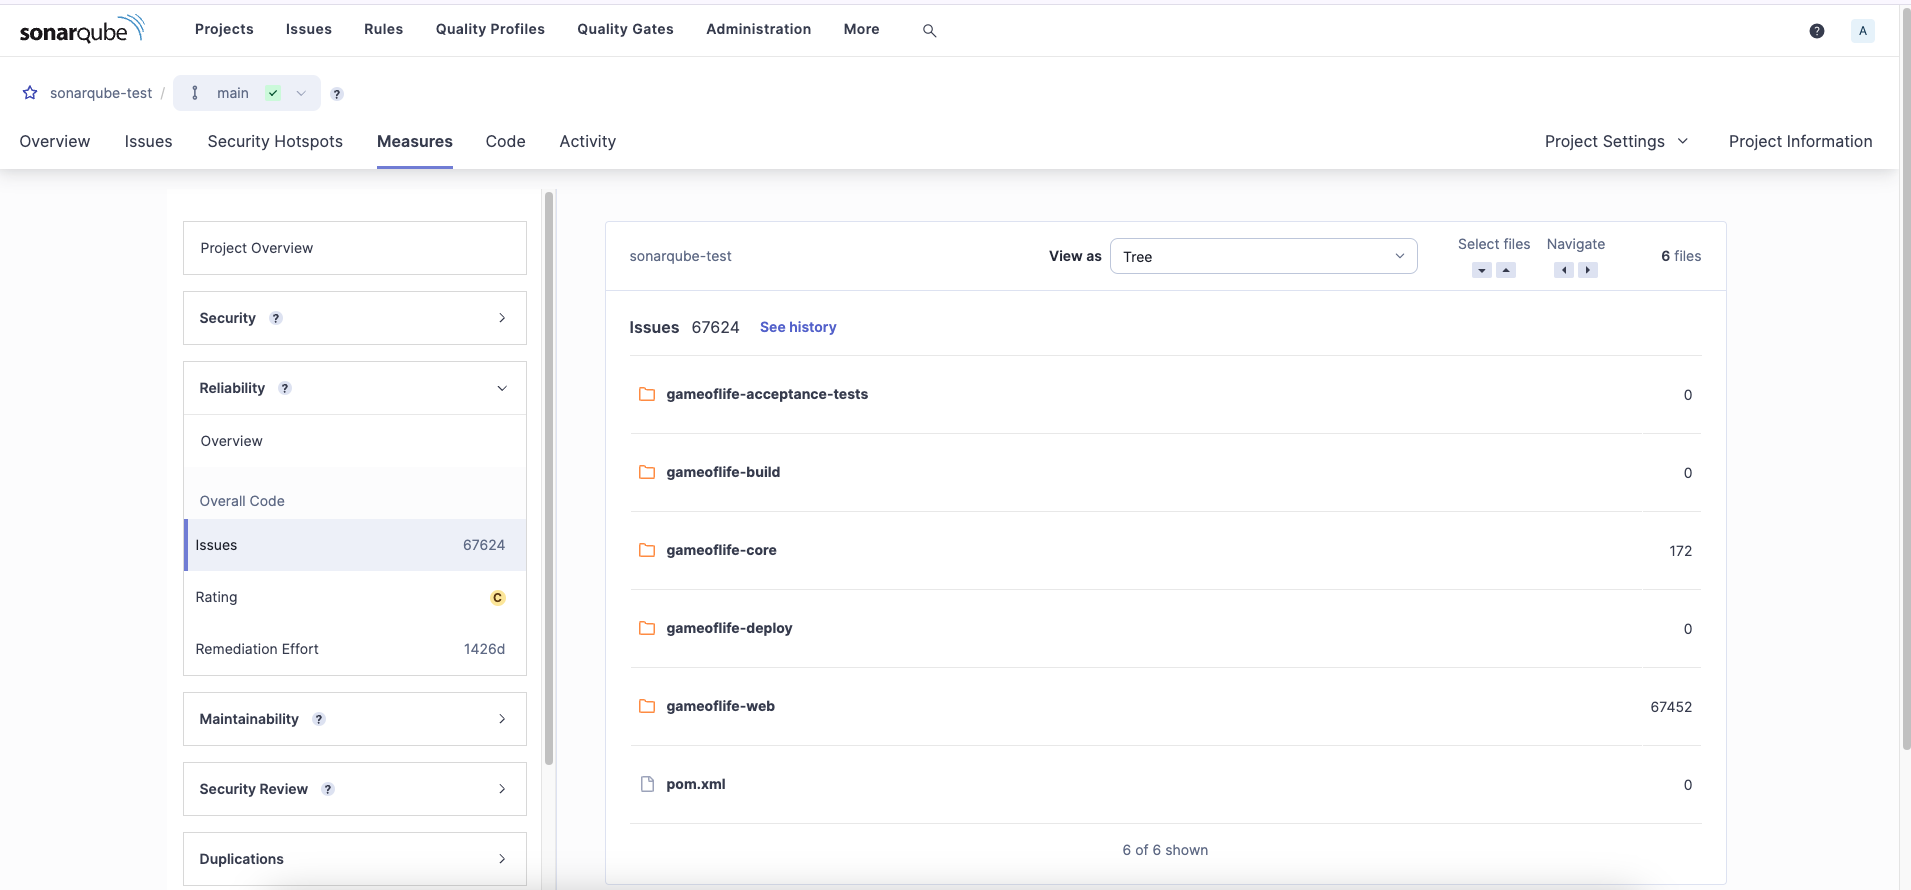 sonarqube Projects Issues Rules Quality Profiles Quality Gates Administration More ? A
sonarqube-test / main ?
Overview Issues Security Hotspots Measures Code Activity Project Settings Project Information
Project Overview
Security ?
Reliability ?
Overview
Overall Code
Issues 67624
Rating C
Remediation Effort 1426d
Maintainability ?
Security Review ?
Duplications
sonarqube-test View as Tree Select files Navigate 6 files
Issues 67624 See history
gameoflife-acceptance-tests 0
gameoflife-build 0
gameoflife-core 172
gameoflife-deploy 0
gameoflife-web 67452
pom.xml 0
6 of 6 shown